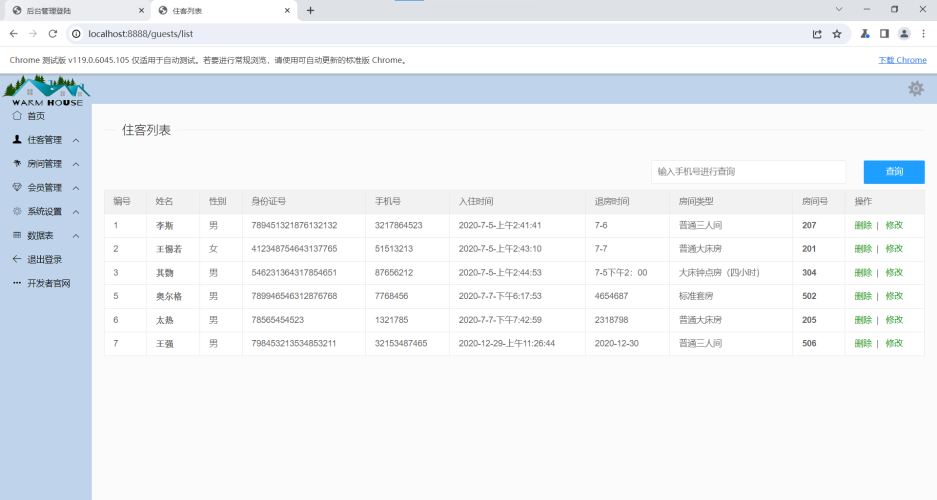 后台管理登陆
住客列表
localhost:8888/guests/list
Chrome 测试版 v119.0.6045.105 仅适用于自动测试。若要进行常规浏览，请使用可自动更新的标准版 Chrome。
下载 Chrome
WARM HOUSE
首页
住客管理
房间管理
会员管理
系统设置
数据表
退出登录
开发者官网
住客列表
输入手机号进行查询 查询
编号 姓名 性别 身份证号 手机号 入住时间 退房时间 房间类型 房间号 操作
1 李斯 男 789451321876132132 3217864523 2020-7-5-上午2:41:41 7-6 普通三人间 207 删除 | 修改
2 王惕若 女 412348754643137765 51513213 2020-7-5-上午2:43:10 7-7 普通大床房 201 删除 | 修改
3 其勠 男 546231364317854651 87656212 2020-7-5-上午2:44:53 7-5下午2：00 大床钟点房（四小时） 304 删除 | 修改
5 奥尔格 男 789946546312876768 7768456 2020-7-7-下午6:17:53 4654687 标准套房 502 删除 | 修改
6 太热 男 78565454523 1321785 2020-7-7-下午7:42:59 2318798 普通大床房 205 删除 | 修改
7 王强 男 798453213534853211 32153487465 2020-12-29-上午11:26:44 2020-12-30 普通三人间 506 删除 | 修改